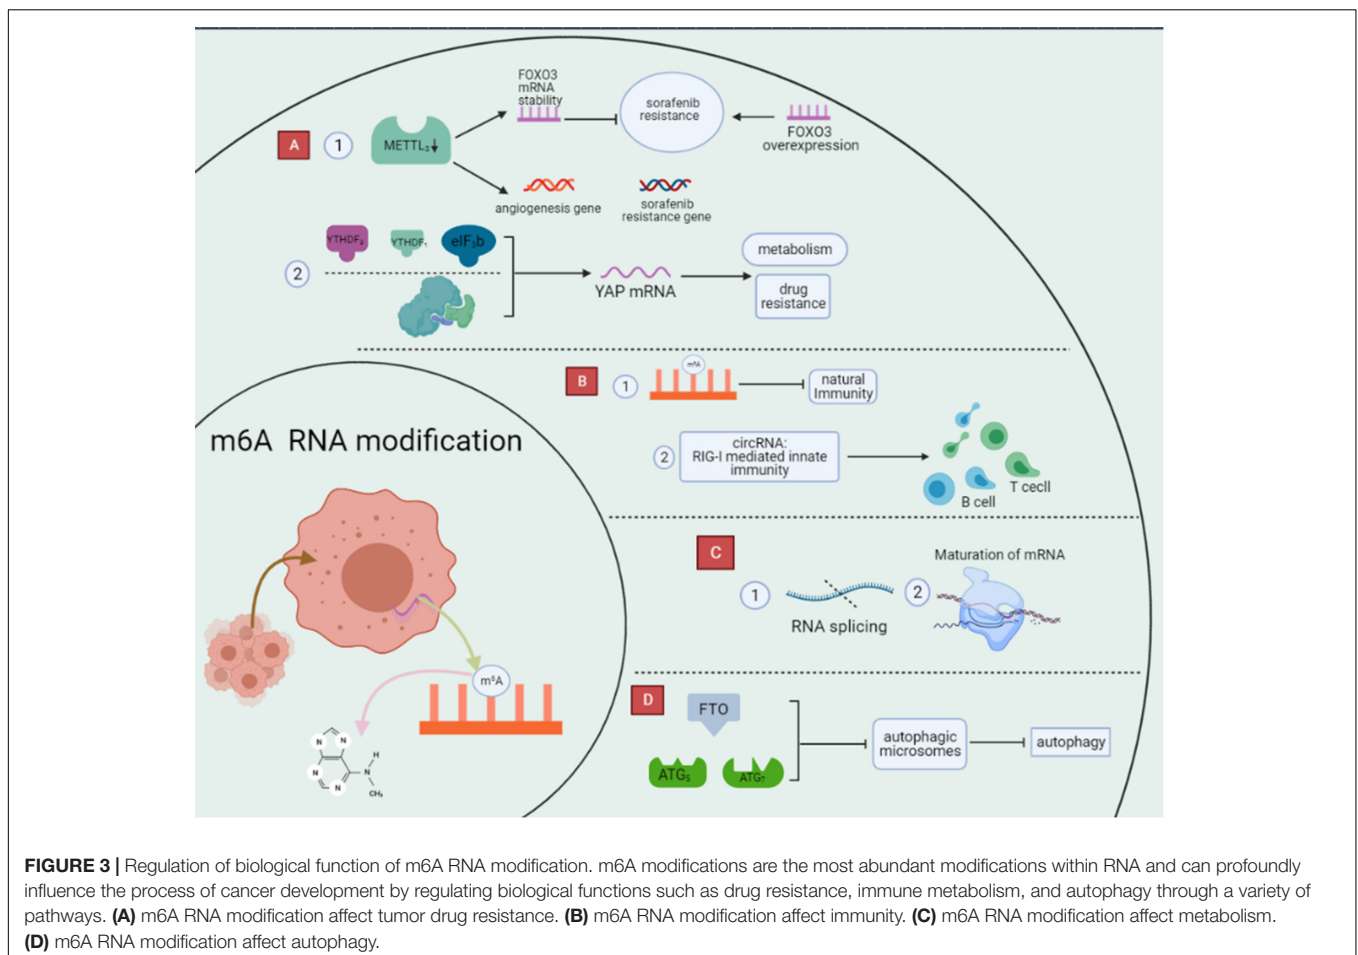 FOXO3
mRNA
stability
sorafenib
resistance
FOXO3
overexpression
A
1
METTL₃
angiogenesis gene
sorafenib
resistance gene
YTHDF₂
YTHDF₁
eIF₃b
2
YAP mRNA
metabolism
drug
resistance
B
1
m⁶A
natural
Immunity
2
circRNA:
RIG-I mediated innate
immunity
B cell
T cecll
m6A RNA modification
C
1
RNA splicing
2
Maturation of mRNA
m⁶A
N
N
N
N
N
H
CH₃
D
FTO
ATG₅
ATG₇
autophagic
microsomes
autophagy
FIGURE 3 | Regulation of biological function of m6A RNA modification. m6A modifications are the most abundant modifications within RNA and can profoundly
influence the process of cancer development by regulating biological functions such as drug resistance, immune metabolism, and autophagy through a variety of
pathways. (A) m6A RNA modification affect tumor drug resistance. (B) m6A RNA modification affect immunity. (C) m6A RNA modification affect metabolism.
(D) m6A RNA modification affect autophagy.